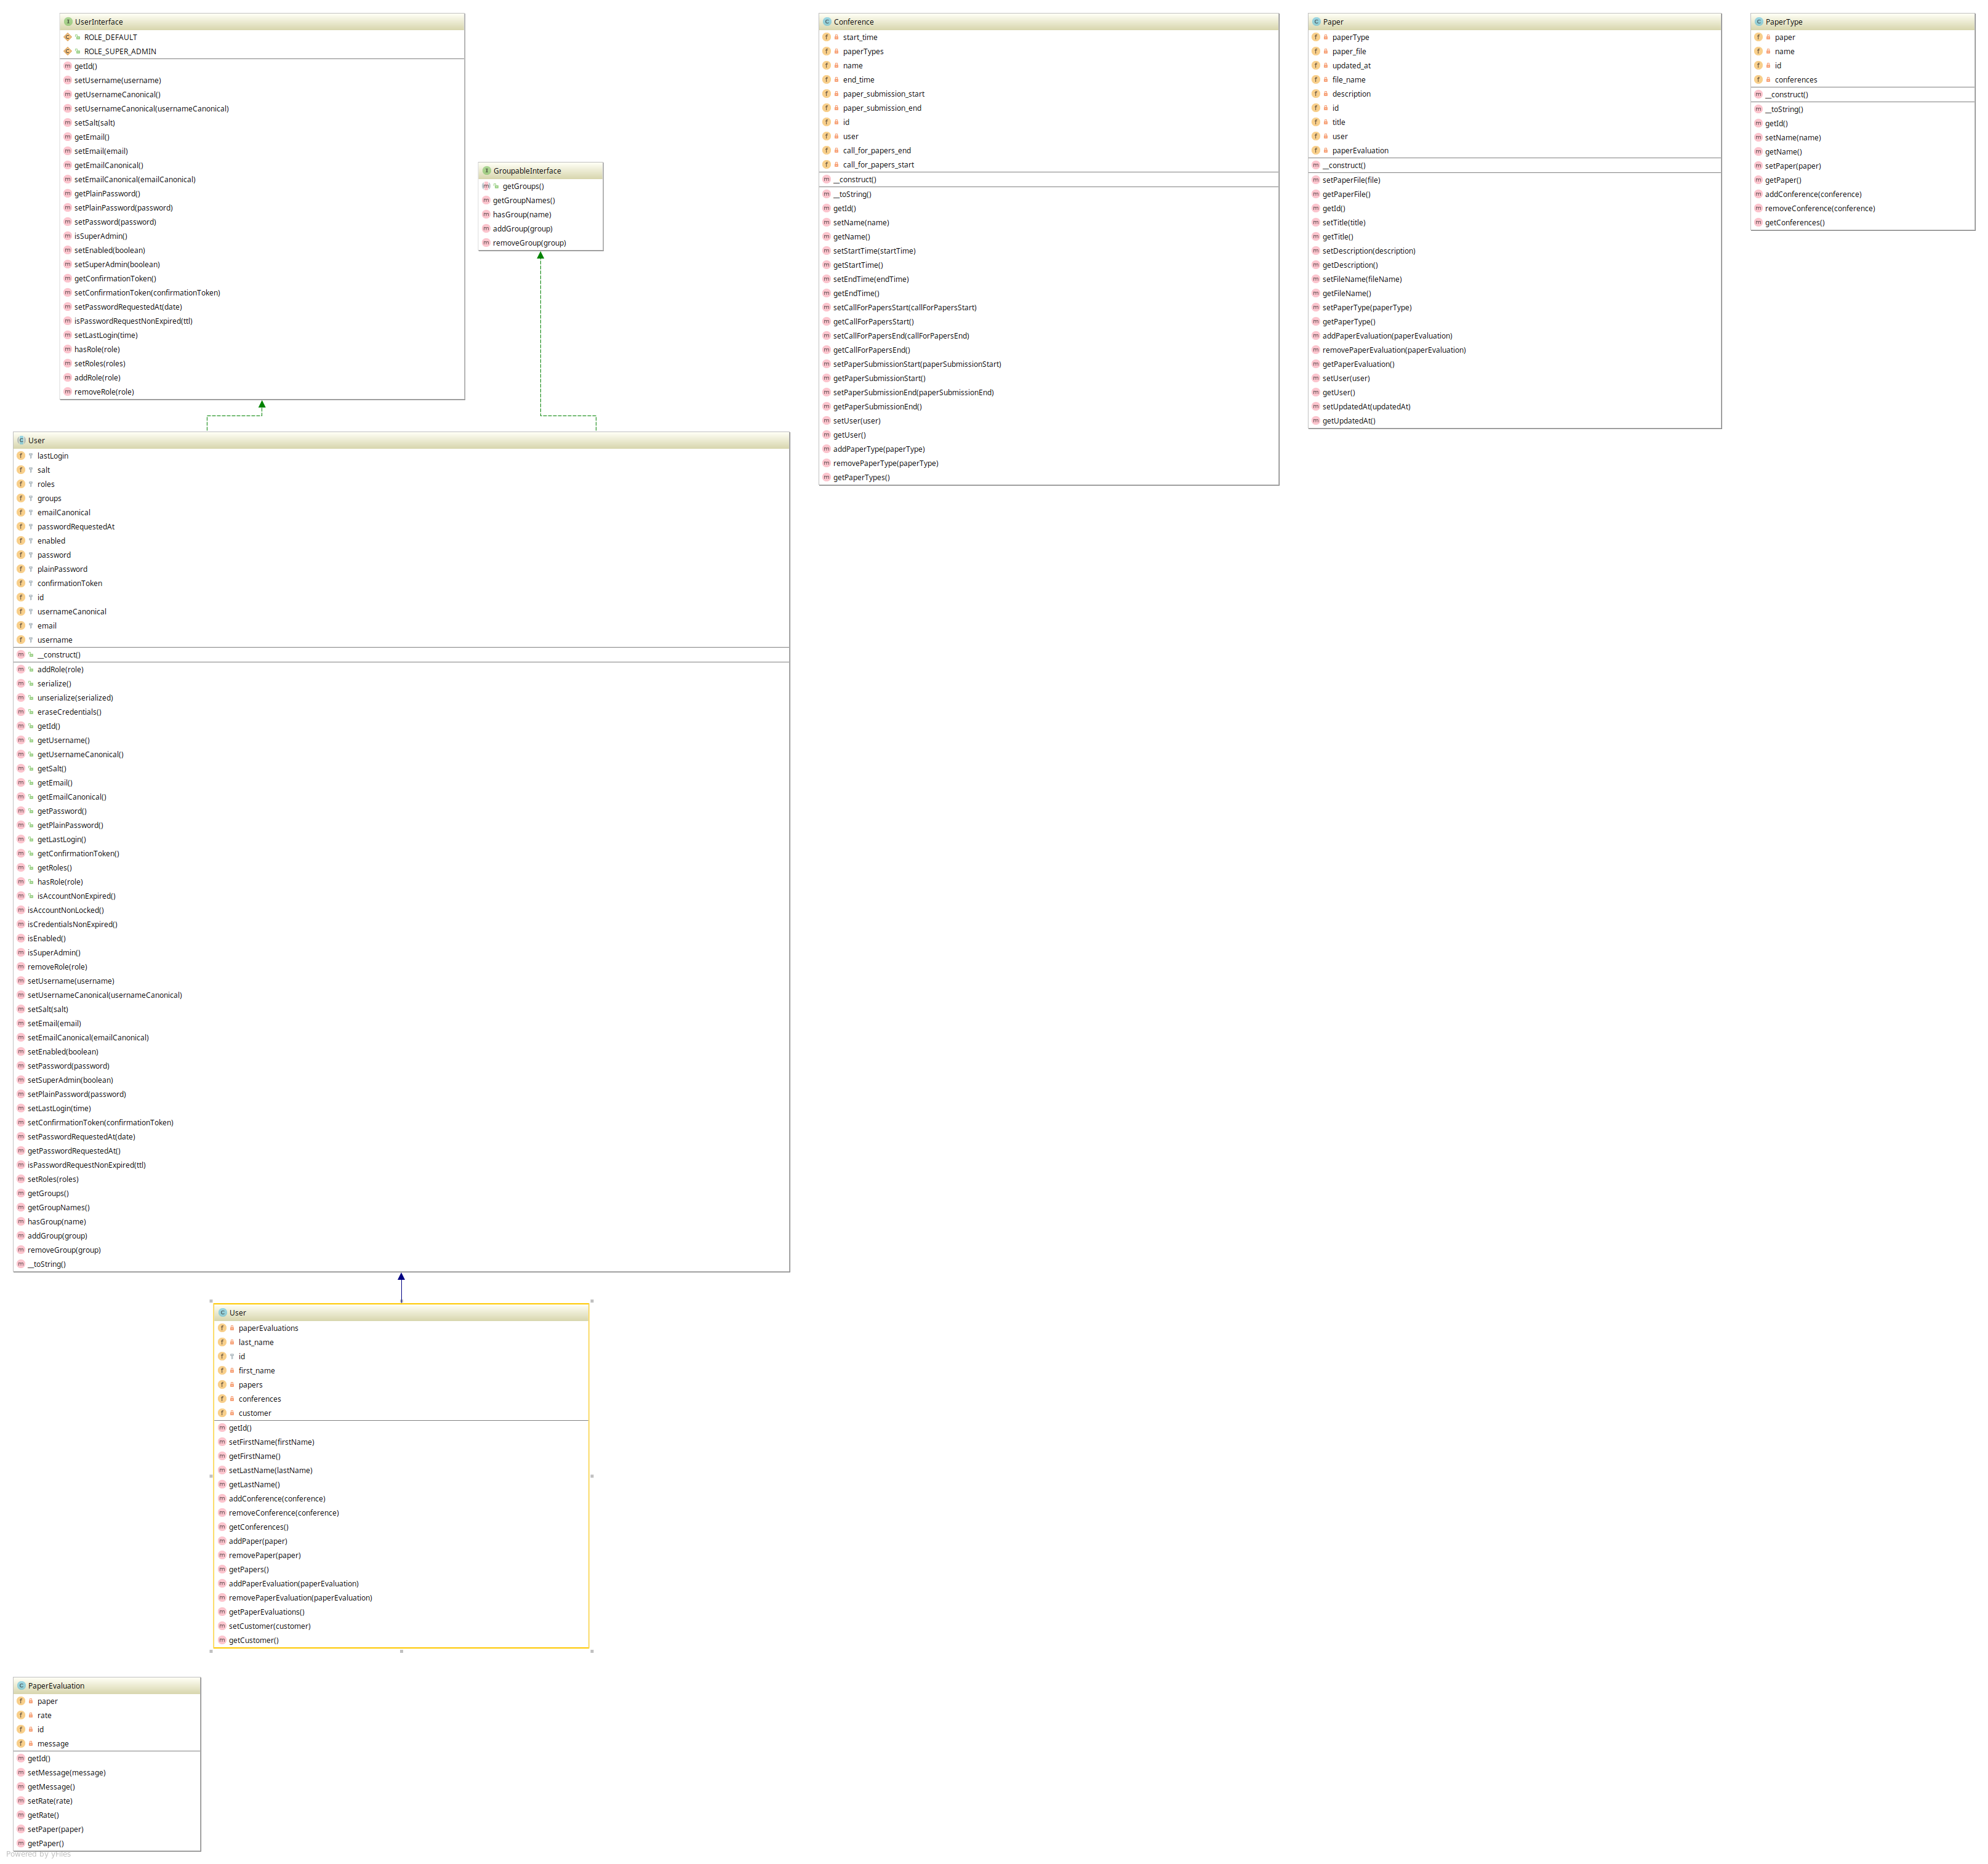 UserInterface
ROLE_DEFAULT
ROLE_SUPER_ADMIN
getId()
setUsername(username)
getUsernameCanonical()
setUsernameCanonical(usernameCanonical)
setSalt(salt)
getEmail()
setEmail(email)
getEmailCanonical()
setEmailCanonical(emailCanonical)
getPlainPassword()
setPlainPassword(password)
setPassword(password)
isSuperAdmin()
setEnabled(boolean)
setSuperAdmin(boolean)
getConfirmationToken()
setConfirmationToken(confirmationToken)
setPasswordRequestedAt(date)
isPasswordRequestNonExpired(ttl)
setLastLogin(time)
hasRole(role)
setRoles(roles)
addRole(role)
removeRole(role)
GroupableInterface
getGroups()
getGroupNames()
hasGroup(name)
addGroup(group)
removeGroup(group)
Conference
start_time
paperTypes
name
end_time
paper_submission_start
paper_submission_end
id
user
call_for_papers_end
call_for_papers_start
__construct()
__toString()
getId()
setName(name)
getName()
setStartTime(startTime)
getStartTime()
setEndTime(endTime)
getEndTime()
setCallForPapersStart(callForPapersStart)
getCallForPapersStart()
setCallForPapersEnd(callForPapersEnd)
getCallForPapersEnd()
setPaperSubmissionStart(paperSubmissionStart)
getPaperSubmissionStart()
setPaperSubmissionEnd(paperSubmissionEnd)
getPaperSubmissionEnd()
setUser(user)
getUser()
addPaperType(paperType)
removePaperType(paperType)
getPaperTypes()
Paper
paperType
paper_file
updated_at
file_name
description
id
title
user
paperEvaluation
__construct()
setPaperFile(file)
getPaperFile()
getId()
setTitle(title)
getTitle()
setDescription(description)
getDescription()
setFileName(fileName)
getFileName()
setPaperType(paperType)
getPaperType()
addPaperEvaluation(paperEvaluation)
removePaperEvaluation(paperEvaluation)
getPaperEvaluation()
setUser(user)
getUser()
setUpdatedAt(updatedAt)
getUpdatedAt()
PaperType
paper
name
id
conferences
__construct()
__toString()
getId()
setName(name)
getName()
setPaper(paper)
getPaper()
addConference(conference)
removeConference(conference)
getConferences()
User
lastLogin
salt
roles
groups
emailCanonical
passwordRequestedAt
enabled
password
plainPassword
confirmationToken
id
usernameCanonical
email
username
__construct()
addRole(role)
serialize()
unserialize(serialized)
eraseCredentials()
getId()
getUsername()
getUsernameCanonical()
getSalt()
getEmail()
getEmailCanonical()
getPassword()
getPlainPassword()
getLastLogin()
getConfirmationToken()
getRoles()
hasRole(role)
isAccountNonExpired()
isAccountNonLocked()
isCredentialsNonExpired()
isEnabled()
isSuperAdmin()
removeRole(role)
setUsername(username)
setUsernameCanonical(usernameCanonical)
setSalt(salt)
setEmail(email)
setEmailCanonical(emailCanonical)
setEnabled(boolean)
setPassword(password)
setSuperAdmin(boolean)
setPlainPassword(password)
setLastLogin(time)
setConfirmationToken(confirmationToken)
setPasswordRequestedAt(date)
getPasswordRequestedAt()
isPasswordRequestNonExpired(ttl)
setRoles(roles)
getGroups()
getGroupNames()
hasGroup(name)
addGroup(group)
removeGroup(group)
__toString()
User
paperEvaluations
last_name
id
first_name
papers
conferences
customer
getId()
setFirstName(firstName)
getFirstName()
setLastName(lastName)
getLastName()
addConference(conference)
removeConference(conference)
getConferences()
addPaper(paper)
removePaper(paper)
getPapers()
addPaperEvaluation(paperEvaluation)
removePaperEvaluation(paperEvaluation)
getPaperEvaluations()
setCustomer(customer)
getCustomer()
PaperEvaluation
paper
rate
id
message
getId()
setMessage(message)
getMessage()
setRate(rate)
getRate()
setPaper(paper)
getPaper()
Powered by yFiles